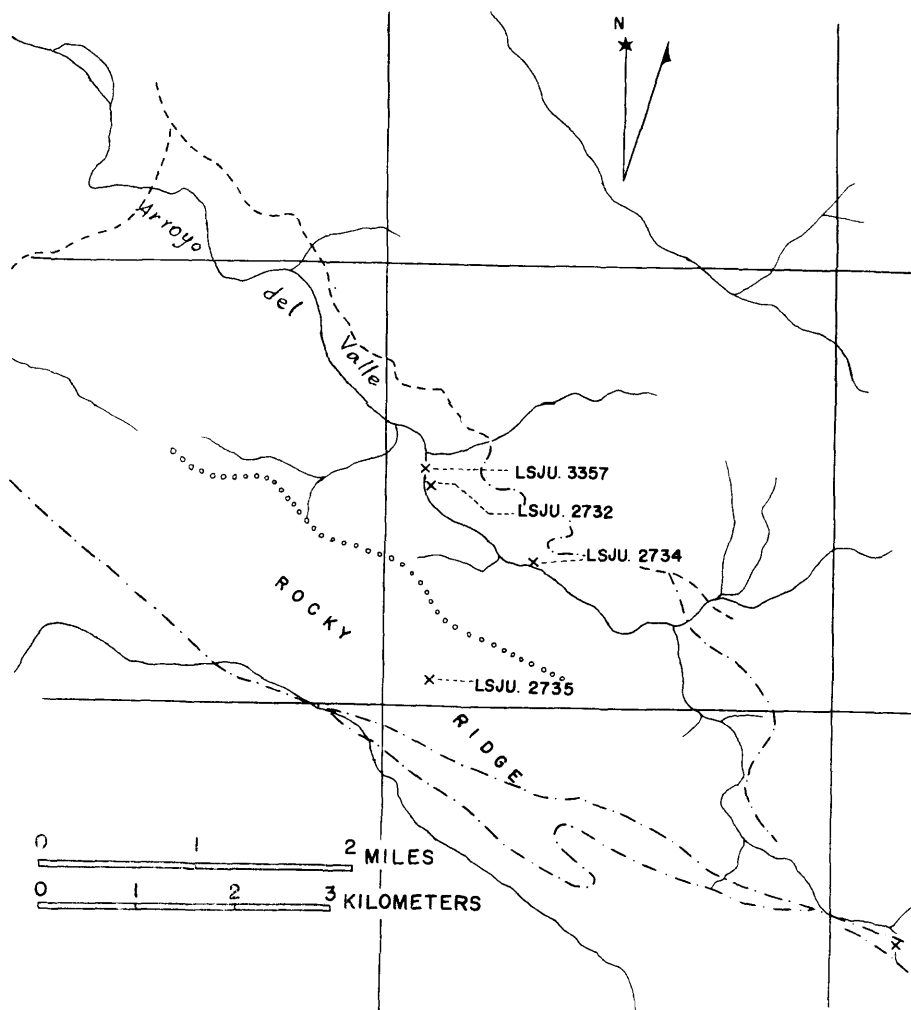 N
Arroyo
del
Valle
LSJU. 3357
LSJU. 2732
LSJU. 2734
ROCKY
LSJU. 2735
RIDGE
0 1 2 MILES
0 1 2 3 KILOMETERS